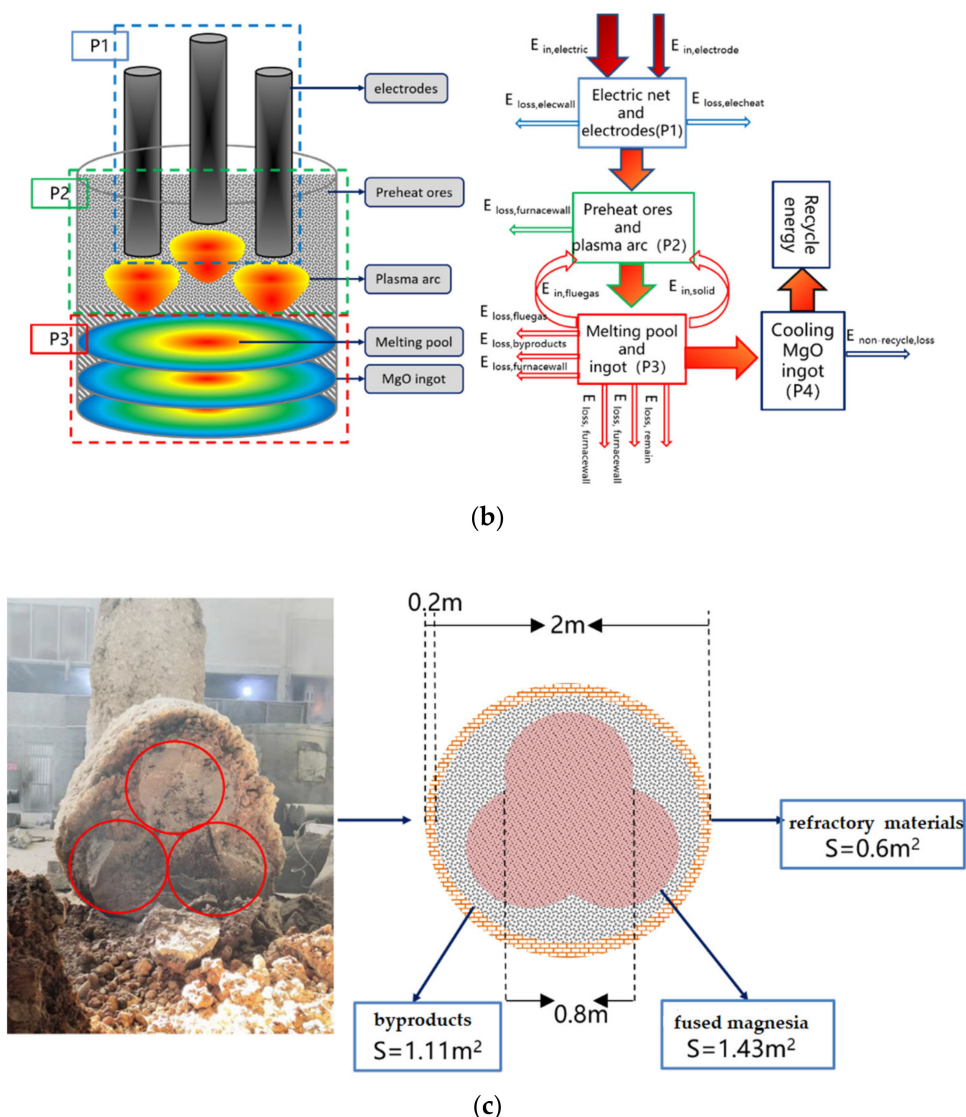 P1
electrodes
P2
Preheat ores
Plasma arc
P3
Melting pool
MgO ingot
E in,electric
E in,electrode
E loss,elecwall
Electric net
and
electrodes(P1)
E loss,elecheat
E loss,furnacewall
Preheat ores
and
plasma arc (P2)
E in,fluegas
E in,solid
E loss,fluegas
E loss,byproducts
E loss,furnacewall
Melting pool
and
ingot (P3)
E loss, furnacewall
E loss, furnacewall
E loss, remain
Recycle
energy
Cooling
MgO
ingot
(P4)
E non-recycle,loss
(b)
0.2m
2m
0.8m
refractory materials
S=0.6m²
byproducts
S=1.11m²
fused magnesia
S=1.43m²
(c)